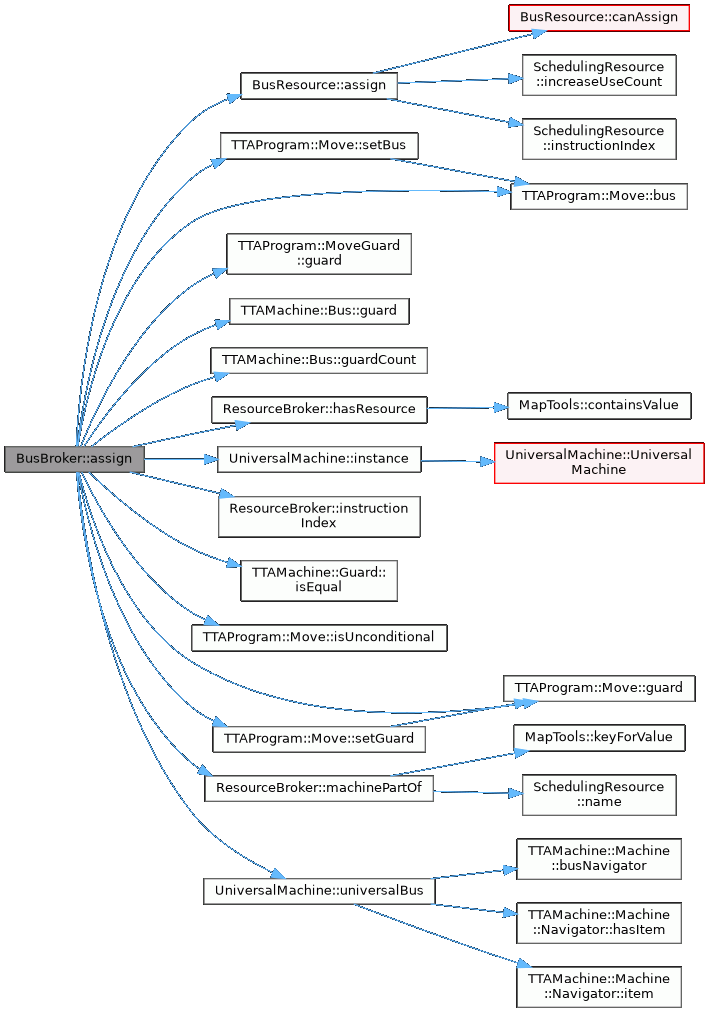 BusResource::canAssign
SchedulingResource
::increaseUseCount
BusResource::assign
SchedulingResource
::instructionIndex
TTAProgram::Move::setBus
TTAProgram::Move::bus
TTAProgram::MoveGuard
::guard
TTAMachine::Bus::guard
TTAMachine::Bus::guardCount
ResourceBroker::hasResource
MapTools::containsValue
BusBroker::assign
UniversalMachine::instance
UniversalMachine::Universal
Machine
ResourceBroker::instruction
Index
TTAMachine::Guard::
isEqual
TTAProgram::Move::isUnconditional
TTAProgram::Move::guard
TTAProgram::Move::setGuard
MapTools::keyForValue
ResourceBroker::machinePartOf
SchedulingResource
::name
TTAMachine::Machine
::busNavigator
UniversalMachine::universalBus
TTAMachine::Machine
::Navigator::hasItem
TTAMachine::Machine
::Navigator::item